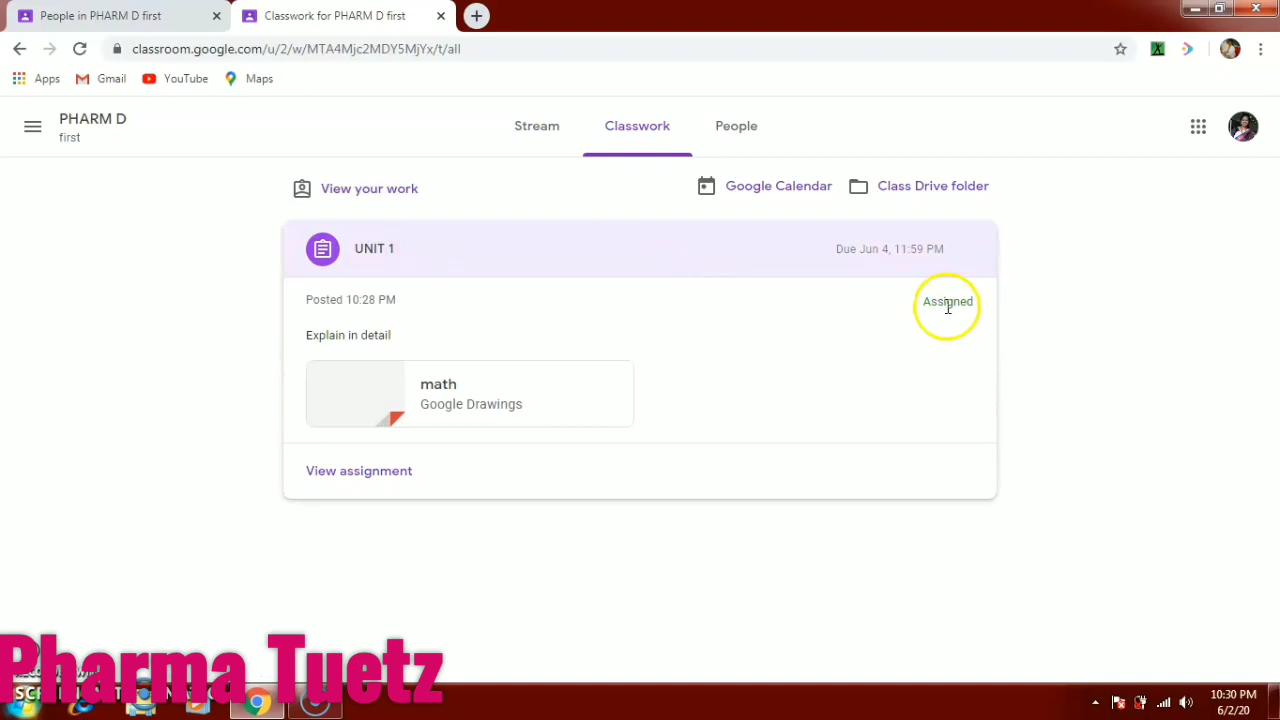 People in PHARM D first
Classwork for PHARM D first
classroom.google.com/u/2/w/MTA4Mjc2MDY5MjYx/t/all
Apps
Gmail
YouTube
Maps
PHARM D
first
Stream
Classwork
People
View your work
Google Calendar
Class Drive folder
UNIT 1
Due Jun 4, 11:59 PM
Posted 10:28 PM
Assigned
Explain in detail
math
Google Drawings
View assignment
Pharma Tuetz
10:30 PM
6/2/20